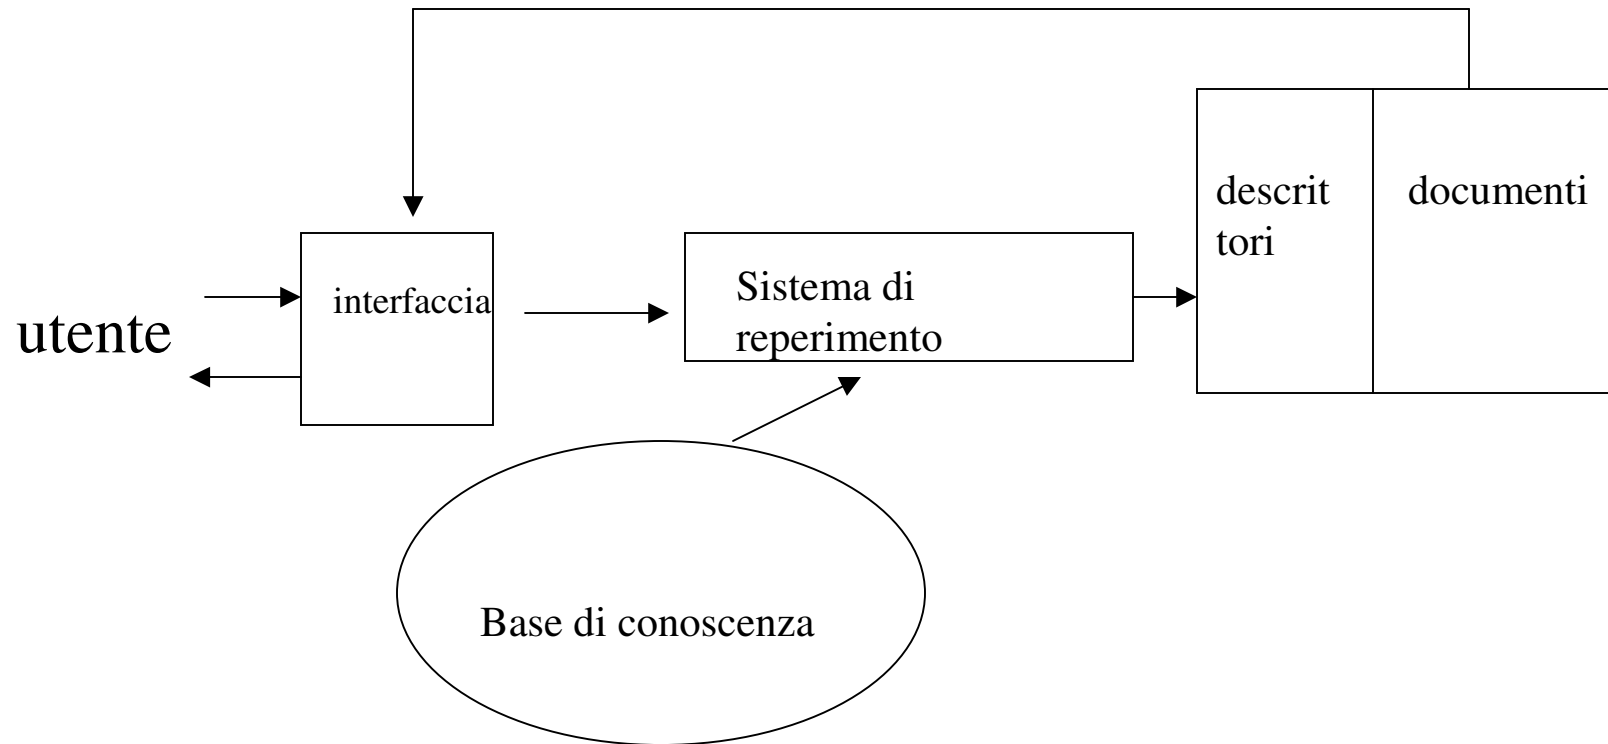 utente
interfaccia
Sistema di
reperimento
descrit
tori
documenti
Base di conoscenza